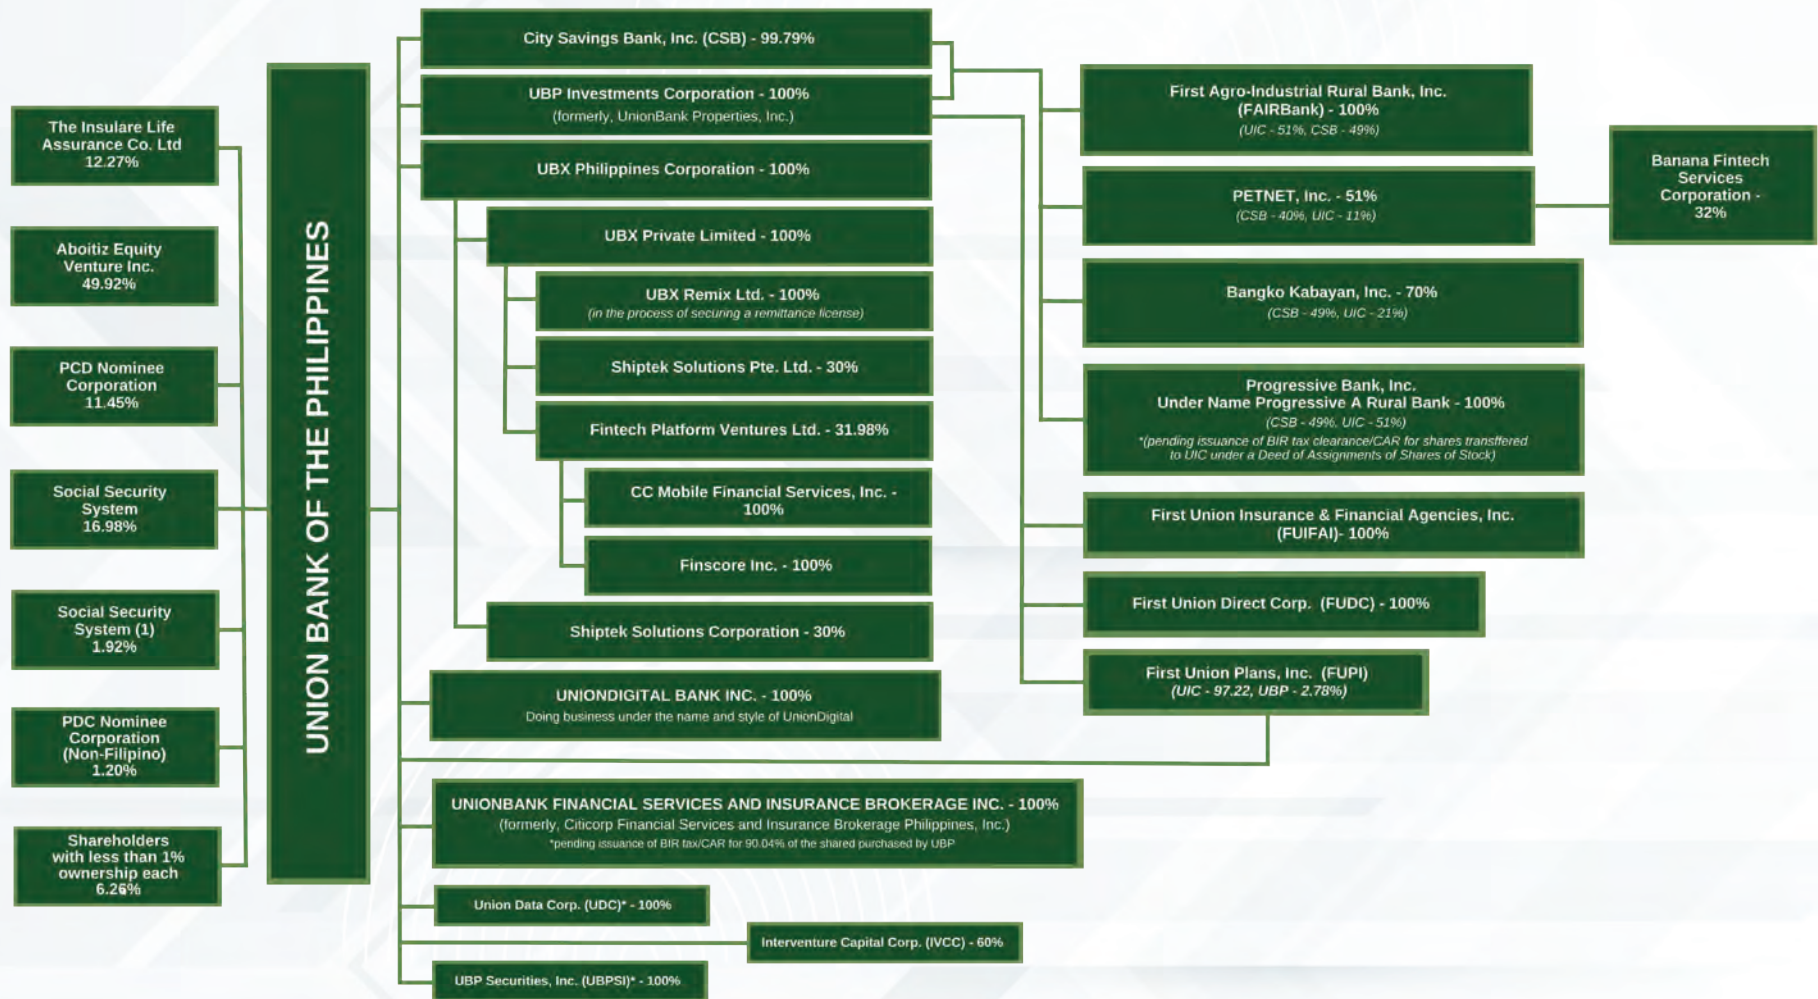 The Insulare Life
Assurance Co. Ltd
12.27%
Aboitiz Equity
Venture Inc.
49.92%
PCD Nominee
Corporation
11.45%
Social Security
System
16.98%
Social Security
System (1)
1.92%
PDC Nominee
Corporation
(Non-Filipino)
1.20%
Shareholders
with less than 1%
ownership each
6.26%
UNION BANK OF THE PHILIPPINES
City Savings Bank, Inc. (CSB) - 99.79%
UBP Investments Corporation - 100%
(formerly, UnionBank Properties, Inc.)
UBX Philippines Corporation - 100%
UBX Private Limited - 100%
UBX Remix Ltd. - 100%
(in the process of securing a remittance license)
Shiptek Solutions Pte. Ltd. - 30%
Fintech Platform Ventures Ltd. - 31.98%
CC Mobile Financial Services, Inc. -
100%
Finscore Inc. - 100%
Shiptek Solutions Corporation - 30%
UNIONDIGITAL BANK INC. - 100%
Doing business under the name and style of UnionDigital
UNIONBANK FINANCIAL SERVICES AND INSURANCE BROKERAGE INC. - 100%
(formerly, Citicorp Financial Services and Insurance Brokerage Philippines, Inc.)
*pending issuance of BIR tax/CAR for 90.04% of the shared purchased by UBP
Union Data Corp. (UDC)* - 100%
Interventure Capital Corp. (IVCC) - 60%
UBP Securities, Inc. (UBPSI)* - 100%
First Agro-Industrial Rural Bank, Inc.
(FAIRBank) - 100%
(UIC - 51%, CSB - 49%)
PETNET, Inc. - 51%
(CSB - 40%, UIC - 11%)
Bangko Kabayan, Inc. - 70%
(CSB - 49%, UIC - 21%)
Progressive Bank, Inc.
Under Name Progressive A Rural Bank - 100%
(CSB - 49%, UIC - 51%)
*(pending issuance of BIR tax clearance/CAR for shares transffered
to UIC under a Deed of Assignments of Shares of Stock)
First Union Insurance & Financial Agencies, Inc.
(FUIFAI)- 100%
First Union Direct Corp. (FUDC) - 100%
First Union Plans, Inc. (FUPI)
(UIC - 97.22, UBP - 2.78%)
Banana Fintech
Services
Corporation -
32%